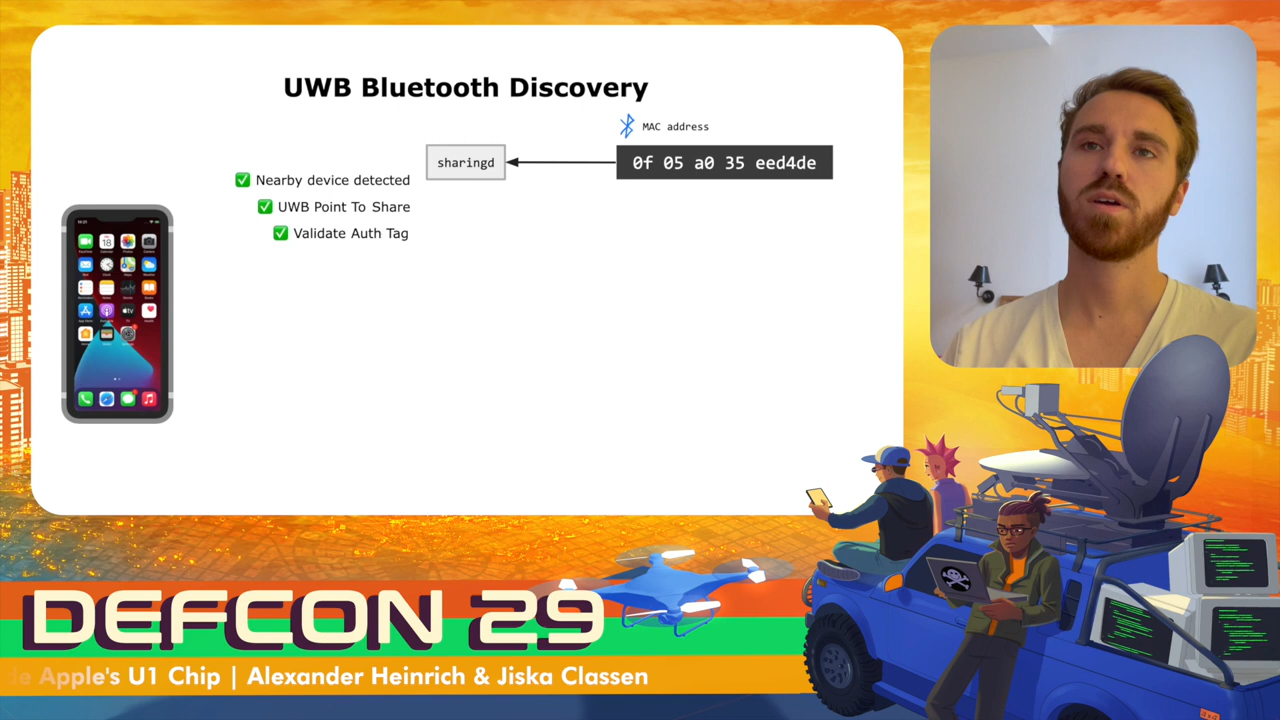 UWB Bluetooth Discovery
MAC address
sharingd
0f 05 a0 35 eed4de
✅ Nearby device detected
✅ UWB Point To Share
✅ Validate Auth Tag
DEFCON 29
Apple's U1 Chip | Alexander Heinrich & Jiska Classen